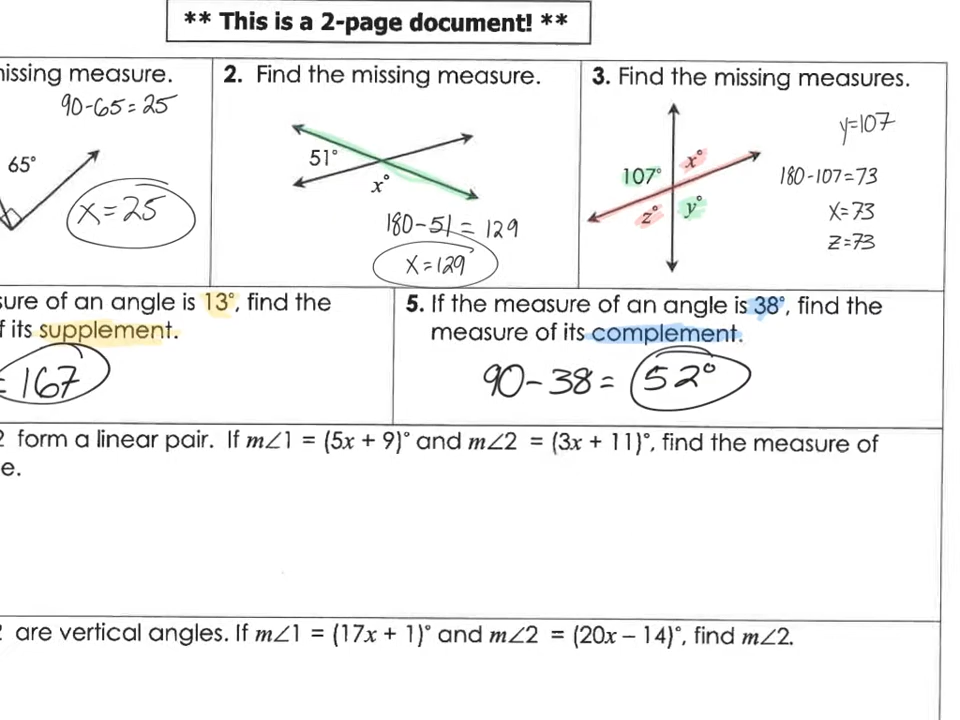 ** This is a 2-page document! **
missing measure.
90-65=25
65°
x=25
2. Find the missing measure.
51°
x°
180-51=129
x=129
3. Find the missing measures.
y=107
107°
x°
z°
y°
180-107=73
x=73
z=73
sure of an angle is 13°, find the
f its supplement.
= 167
5. If the measure of an angle is 38°, find the
measure of its complement.
90-38= 52°
2 form a linear pair. If m∠1 = (5x + 9)° and m∠2 = (3x + 11)°, find the measure of
e.
2 are vertical angles. If m∠1 = (17x + 1)° and m∠2 = (20x – 14)°, find m∠2.